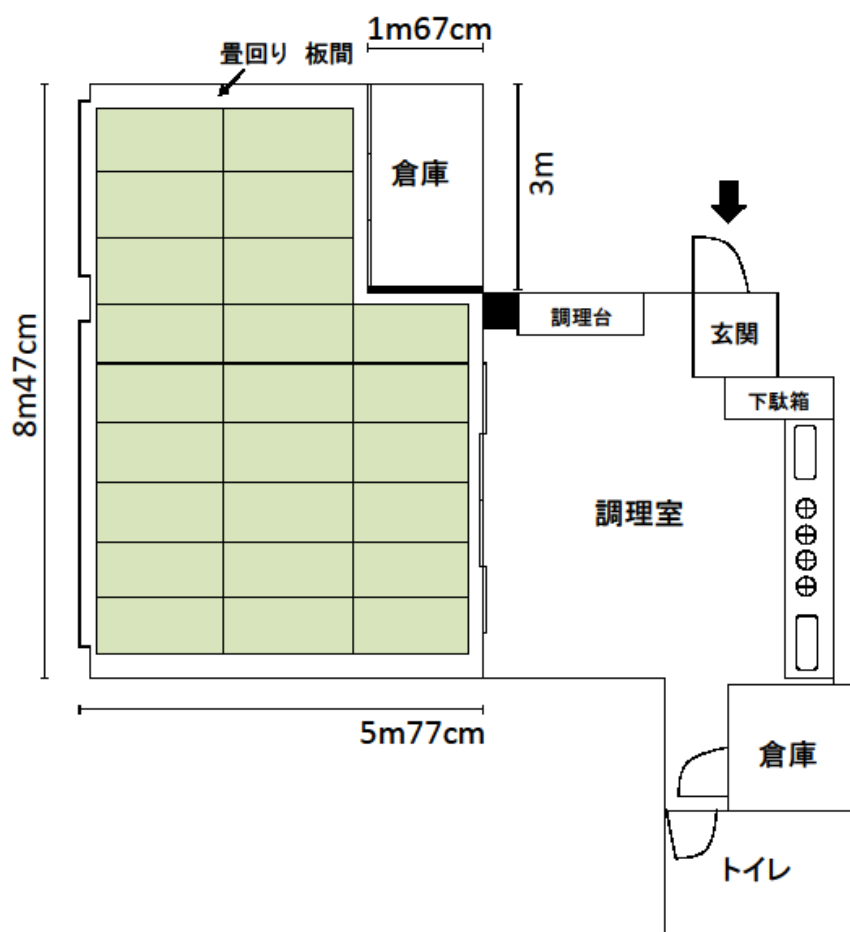 1m67cm
畳回り 板間
倉庫
3m
調理台
玄関
下駄箱
8m47cm
調理室
5m77cm
倉庫
トイレ